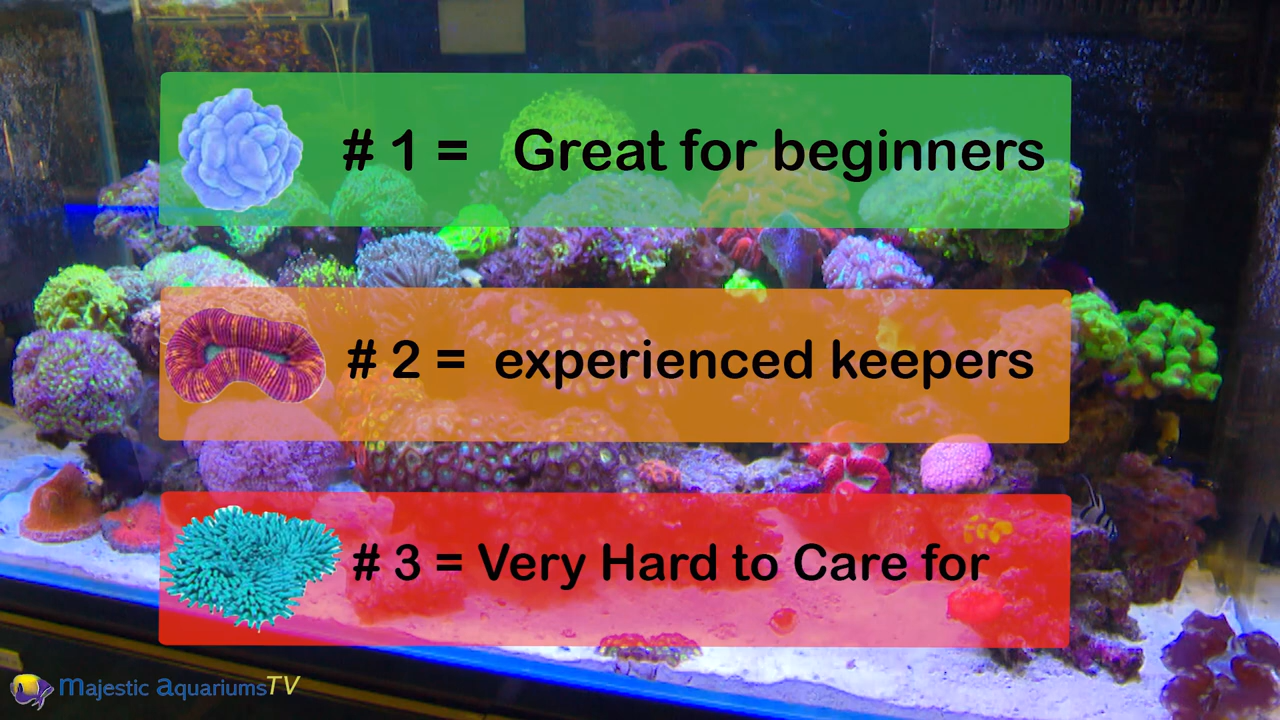 # 1 = Great for beginners
# 2 = experienced keepers
# 3 = Very Hard to Care for
Majestic AquariumsTV